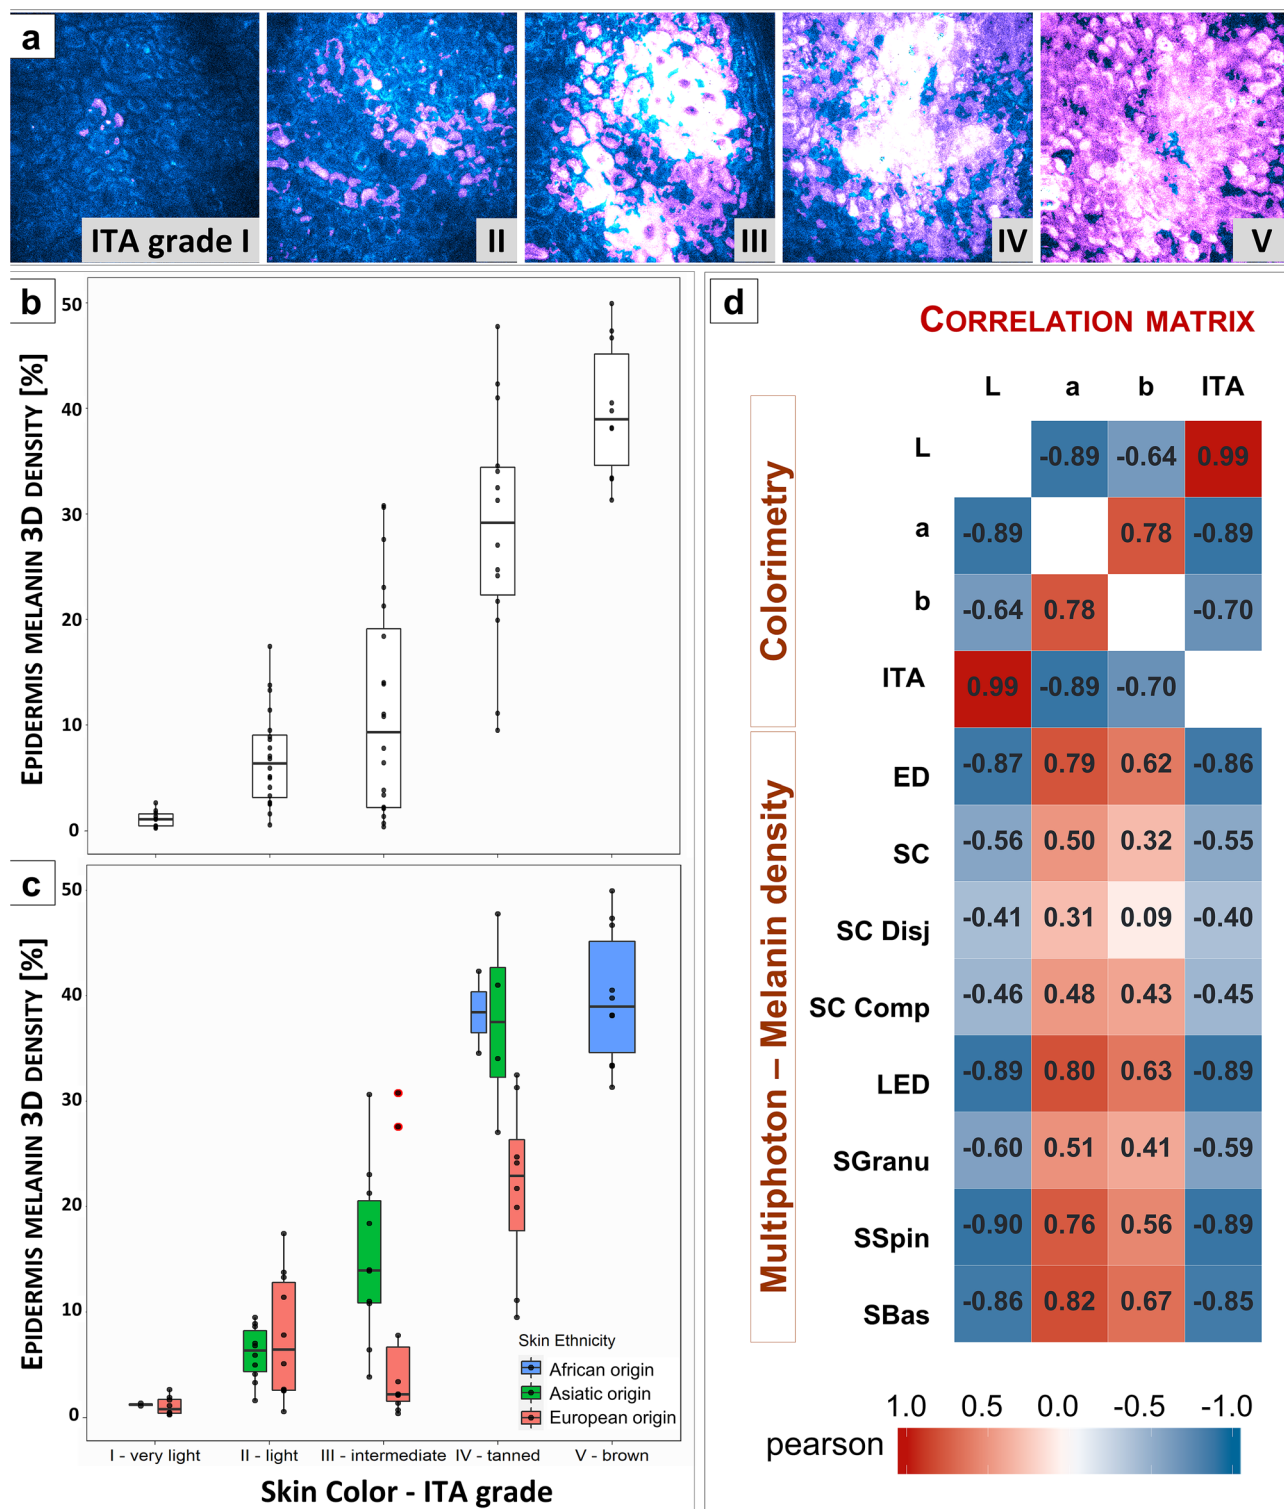 a
ITA grade I
II
III
IV
V
b
EPIDERMIS MELANIN 3D DENSITY [%]
50
40
30
20
10
0
c
EPIDERMIS MELANIN 3D DENSITY [%]
50
40
30
20
10
0
Skin Ethnicity
African origin
Asiatic origin
European origin
I - very light
II - light
III - intermediate
IV - tanned
V - brown
Skin Color - ITA grade
d
CORRELATION MATRIX
L a b ITA
Colorimetry
L -0.89 -0.64 0.99
a -0.89 0.78 -0.89
b -0.64 0.78 -0.70
ITA 0.99 -0.89 -0.70
Multiphoton – Melanin density
ED -0.87 0.79 0.62 -0.86
SC -0.56 0.50 0.32 -0.55
SC Disj -0.41 0.31 0.09 -0.40
SC Comp -0.46 0.48 0.43 -0.45
LED -0.89 0.80 0.63 -0.89
SGranu -0.60 0.51 0.41 -0.59
SSpin -0.90 0.76 0.56 -0.89
SBas -0.86 0.82 0.67 -0.85
1.0 0.5 0.0 -0.5 -1.0
pearson